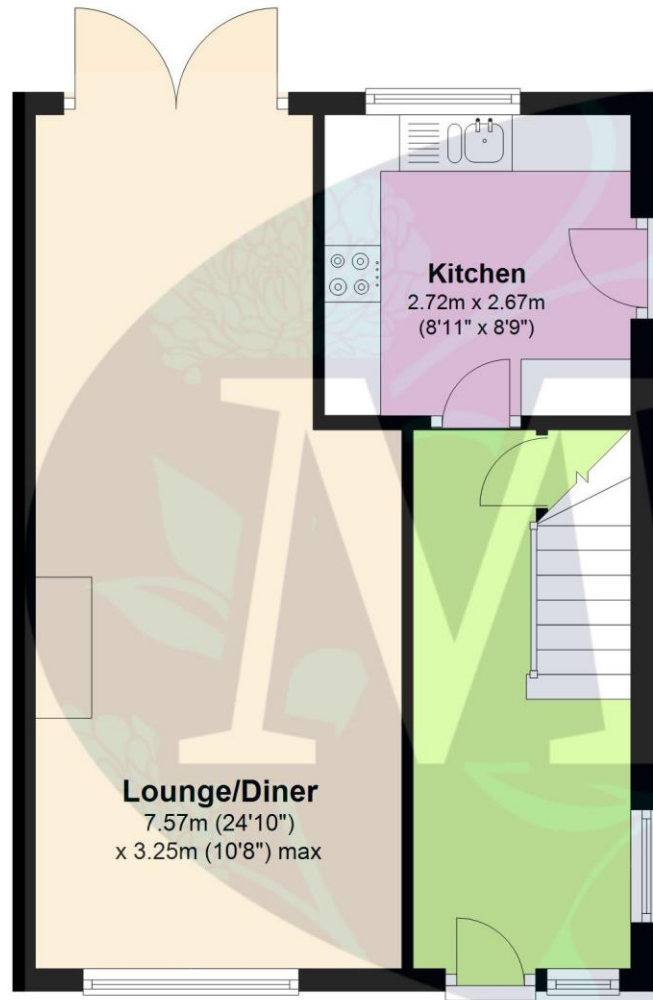 Kitchen
2.72m x 2.67m
(8'11" x 8'9")
Lounge/Diner
7.57m (24'10")
x 3.25m (10'8") max
M